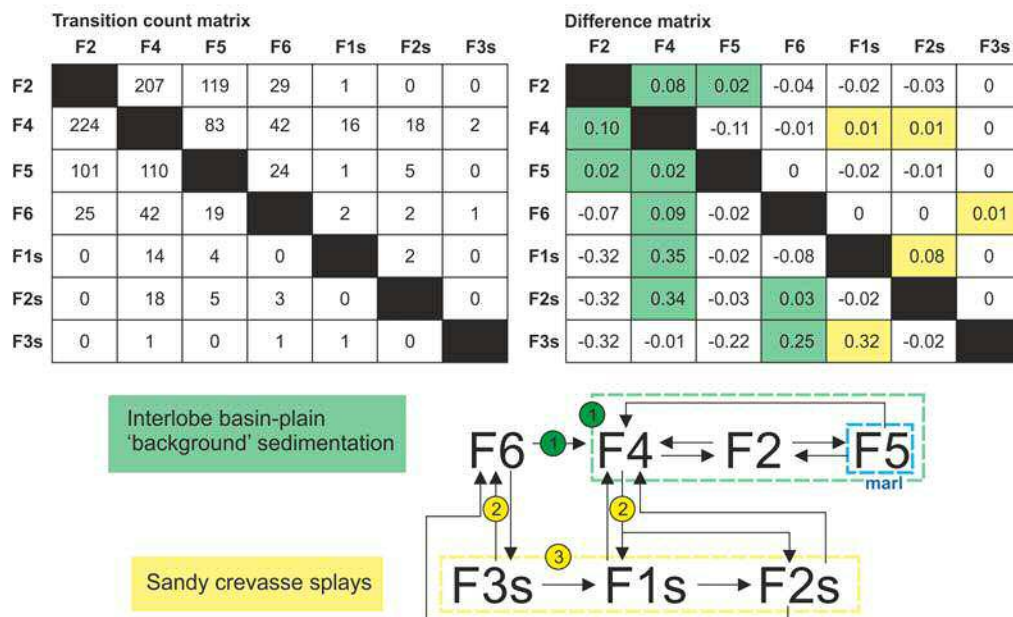 Transition count matrix
F2 F4 F5 F6 F1s F2s F3s
F2 207 119 29 1 0 0
F4 224 83 42 16 18 2
F5 101 110 24 1 5 0
F6 25 42 19 2 2 1
F1s 0 14 4 0 2 0
F2s 0 18 5 3 0 0
F3s 0 1 0 1 1 0
Difference matrix
F2 F4 F5 F6 F1s F2s F3s
F2 0.08 0.02 -0.04 -0.02 -0.03 0
F4 0.10 -0.11 -0.01 0.01 0.01 0
F5 0.02 0.02 0 -0.02 -0.01 0
F6 -0.07 0.09 -0.02 0 0 0.01
F1s -0.32 0.35 -0.02 -0.08 0.08 0
F2s -0.32 0.34 -0.03 0.03 -0.02 0
F3s -0.32 -0.01 -0.22 0.25 0.32 -0.02
Interlobe basin-plain
'background' sedimentation
1
F6 1 F4 F2 F5
marl
2 2
3
Sandy crevasse splays
F3s F1s F2s